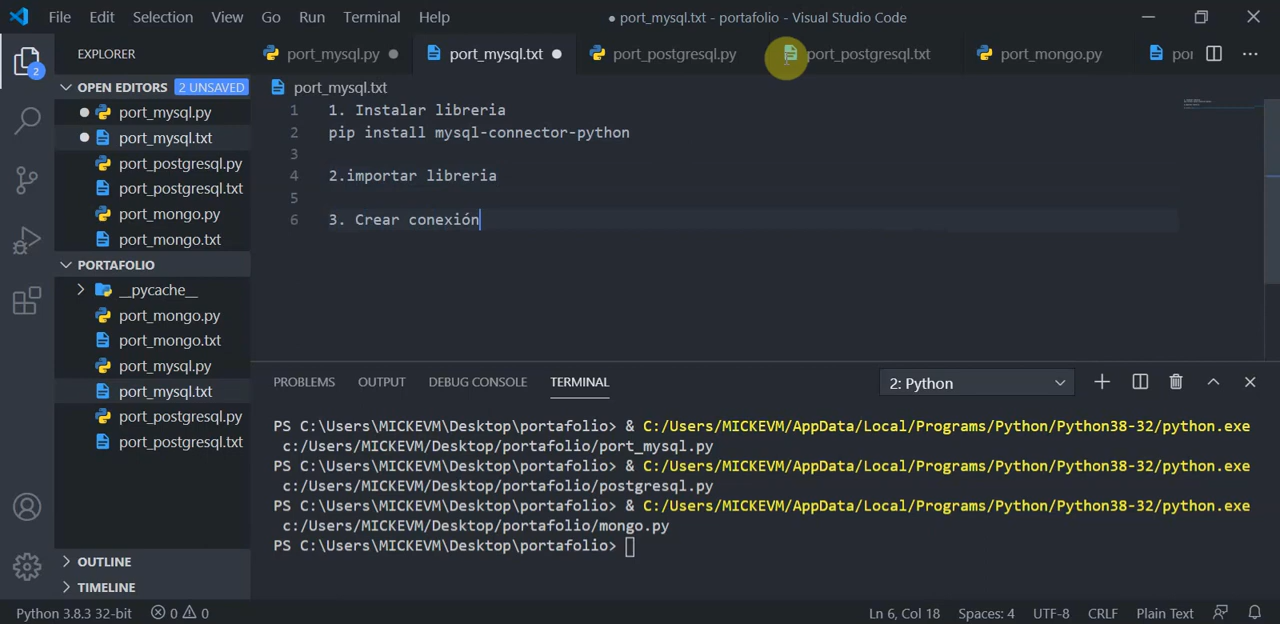 File Edit Selection View Go Run Terminal Help
● port_mysql.txt - portafolio - Visual Studio Code
EXPLORER
port_mysql.py
port_mysql.txt
port_postgresql.py
port_postgresql.txt
port_mongo.py
por
2
OPEN EDITORS 2 UNSAVED
port_mysql.py
port_mysql.txt
port_postgresql.py
port_postgresql.txt
port_mongo.py
port_mongo.txt
PORTAFOLIO
__pycache__
port_mongo.py
port_mongo.txt
port_mysql.py
port_mysql.txt
port_postgresql.py
port_postgresql.txt
OUTLINE
TIMELINE
port_mysql.txt
1 1. Instalar libreria
2 pip install mysql-connector-python
3
4 2.importar libreria
5
6 3. Crear conexión
PROBLEMS OUTPUT DEBUG CONSOLE TERMINAL
2: Python
PS C:\Users\MICKEVM\Desktop\portafolio> & C:/Users/MICKEVM/AppData/Local/Programs/Python/Python38-32/python.exe
c:/Users/MICKEVM/Desktop/portafolio/port_mysql.py
PS C:\Users\MICKEVM\Desktop\portafolio> & C:/Users/MICKEVM/AppData/Local/Programs/Python/Python38-32/python.exe
c:/Users/MICKEVM/Desktop/portafolio/postgresql.py
PS C:\Users\MICKEVM\Desktop\portafolio> & C:/Users/MICKEVM/AppData/Local/Programs/Python/Python38-32/python.exe
c:/Users/MICKEVM/Desktop/portafolio/mongo.py
PS C:\Users\MICKEVM\Desktop\portafolio>
Python 3.8.3 32-bit 0 0
Ln 6, Col 18 Spaces: 4 UTF-8 CRLF Plain Text